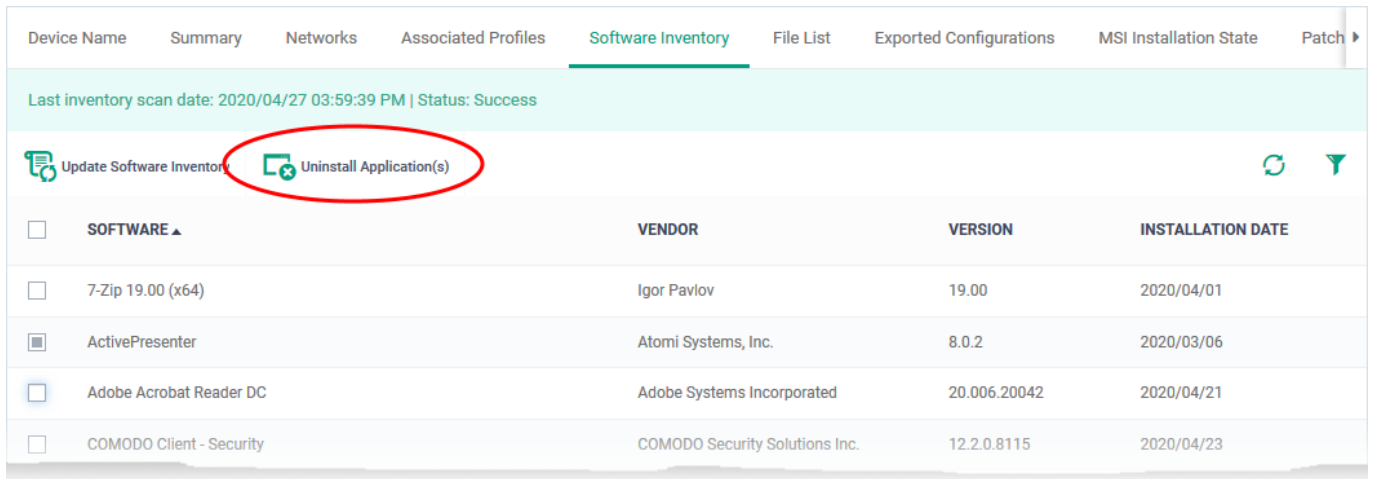 Device Name Summary Networks Associated Profiles Software Inventory File List Exported Configurations MSI Installation State Patch
Last inventory scan date: 2020/04/27 03:59:39 PM | Status: Success
Update Software Inventory Uninstall Application(s)
SOFTWARE VENDOR VERSION INSTALLATION DATE
7-Zip 19.00 (x64) Igor Pavlov 19.00 2020/04/01
ActivePresenter Atomi Systems, Inc. 8.0.2 2020/03/06
Adobe Acrobat Reader DC Adobe Systems Incorporated 20.006.20042 2020/04/21
COMODO Client - Security COMODO Security Solutions Inc. 12.2.0.8115 2020/04/23